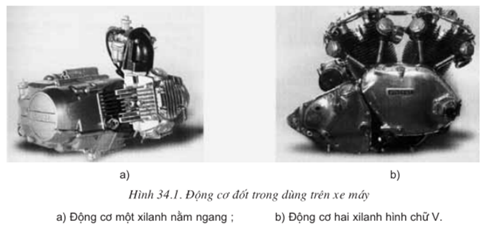 a)
b)
Hình 34.1. Động cơ đốt trong dùng trên xe máy
a) Động cơ một xilanh nằm ngang ;
b) Động cơ hai xilanh hình chữ V.